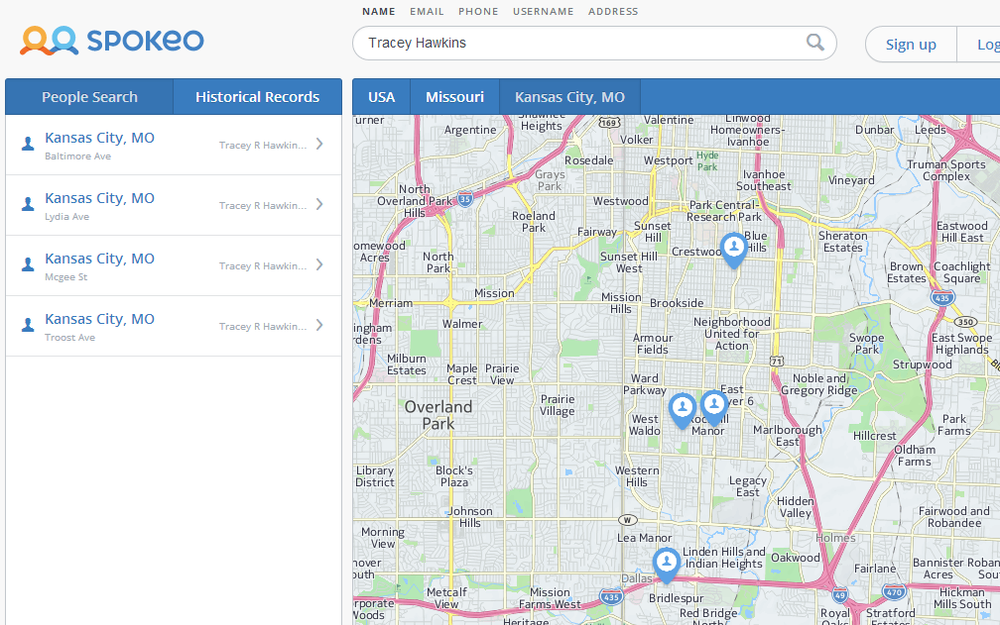 NAME EMAIL PHONE USERNAME ADDRESS
SPOKEO
Tracey Hawkins
Sign up
Log
People Search
Historical Records
USA
Missouri
Kansas City, MO
Kansas City, MO
Baltimore Ave
Tracey R Hawkin...
Kansas City, MO
Lydia Ave
Tracey R Hawkin...
Kansas City, MO
Mcgee St
Tracey R Hawkin...
Kansas City, MO
Troost Ave
Tracey R Hawkin...
urner
Argentine
Shawnee
Heights
169
Valentine
Linwood
Homeowners-
Ivanhoe
Dunbar
Leeds
Volker
Rosedale
Westport
Hyde
Park
Truman Sports
Complex
Grays
Park
Ivanhoe
Southeast
Vineyard
North
Overland Park
Hills
35
Westwood
Park Central-
Research Park
Roeland
Park
Fairway
Sunset
Hill
Blue
Hills
Sheraton
Estates
Eastwood
Hill East
omewood
Acres
North
Park
Sunset Hill
West
Crestwood
Brown
Estates
Coachlight
Square
Merriam
Mission
Mission
Hills
Brookside
435
350
Walmer
Neighborhood
United for
Action
ingham
rdens
Armour
Fields
Swope
Park
East Swope
Highlands
Milburn
Estates
Maple
Crest
Prairie
View
71
Strupwood
Ward
Parkway
Noble and
Gregory Ridge
East
yer 6
Overland
Park
Prairie
Village
West
Waldo
Manor
Marlborough
East
Hillcrest
Park
Farms
Oldham
Farms
Library
District
Block's
Plaza
Western
Hills
Legacy
East
Hidden
Valley
Johnson
Hills
W
Fairwood and
Robandee
Morning
View
Lea Manor
Holmes
Linden Hills and
Indian Heights
Oakwood
Fairlane
Bannister
Acres
Roban
Sou
nover
outh
Dallas
Metcalf
View
Mission
Farms West
435
Bridlespur
49
470
Hickman
Mills South
rporate
Woods
Heritage
Red Bridge
North
Royal
Oaks
Stratford
Estates